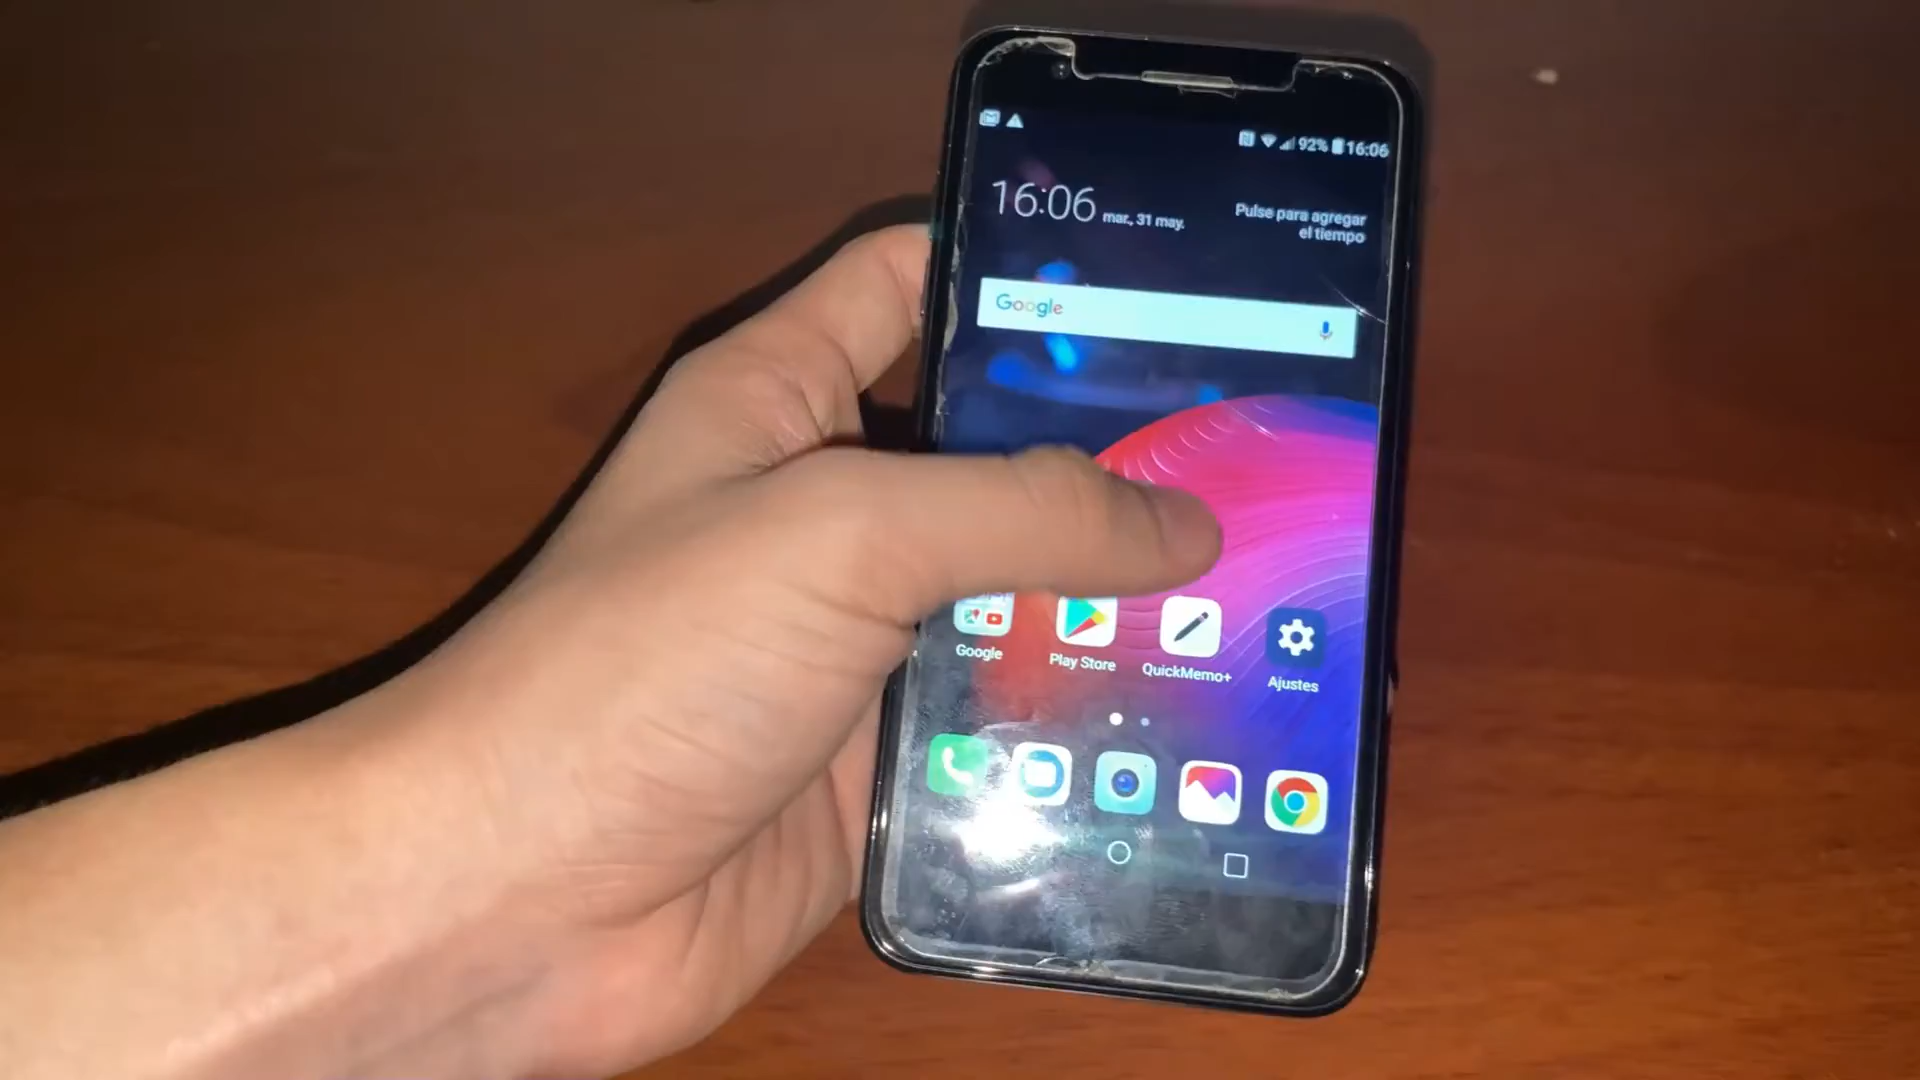 92% 16:06
16:06 mar., 31 may.
Pulse para agregar
el tiempo
Google
Google
Play Store
QuickMemo+
Ajustes